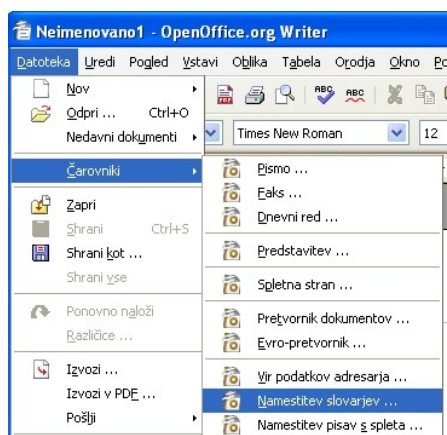 Neimenovano1 - OpenOffice.org Writer
Datoteka Uredi Pogled Vstavi Oblika Tabela Orodja Okno
Nov
Odpri ... Ctrl+O
Nedavni dokumenti
Times New Roman 12
Čarovniki
Zapri
Shrani Ctrl+S
Shrani kot ...
Shrani vse
Ponovno naloži
Različice ...
Izvozi ...
Izvozi v PDF ...
Pošlji
Pismo ...
Faks ...
Dnevni red ...
Predstavitev ...
Spletna stran ...
Pretvornik dokumentov ...
Evro-pretvornik ...
Vir podatkov adresarja ...
Namestitev slovarjev ...
Namestitev pisav s spleta ...